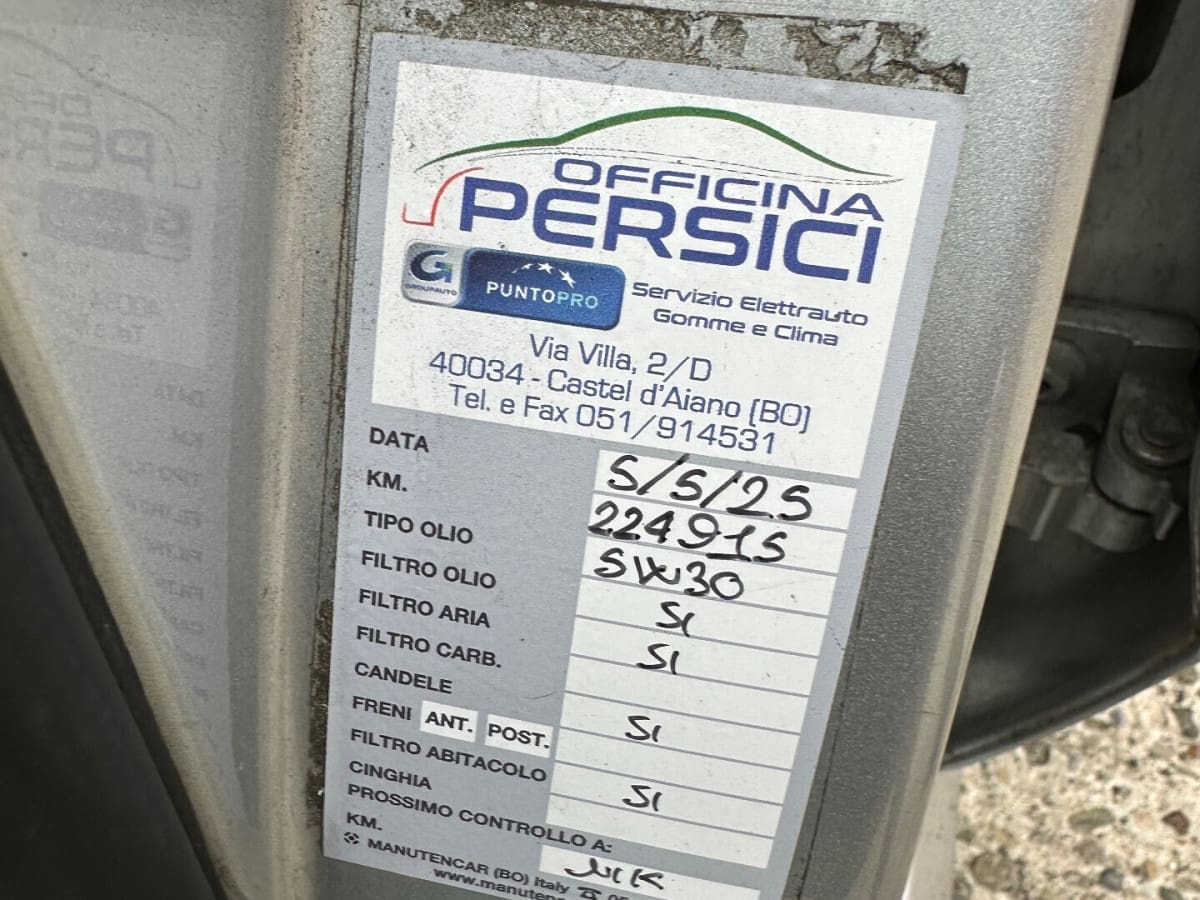 OFFICINA
PERSICI
G GROUPAUTO PUNTOPRO
Servizio Elettrauto
Gomme e Clima
Via Villa, 2/D
40034 - Castel d'Aiano (BO)
Tel. e Fax 051/914531
DATA 5/5/25
KM. 224915
TIPO OLIO 5W30
FILTRO OLIO SI
FILTRO ARIA SI
FILTRO CARB.
CANDELE SI
FRENI ANT. POST.
FILTRO ABITACOLO SI
CINGHIA
PROSSIMO CONTROLLO A:
KM.
MANUTENCAR (BO) Italy